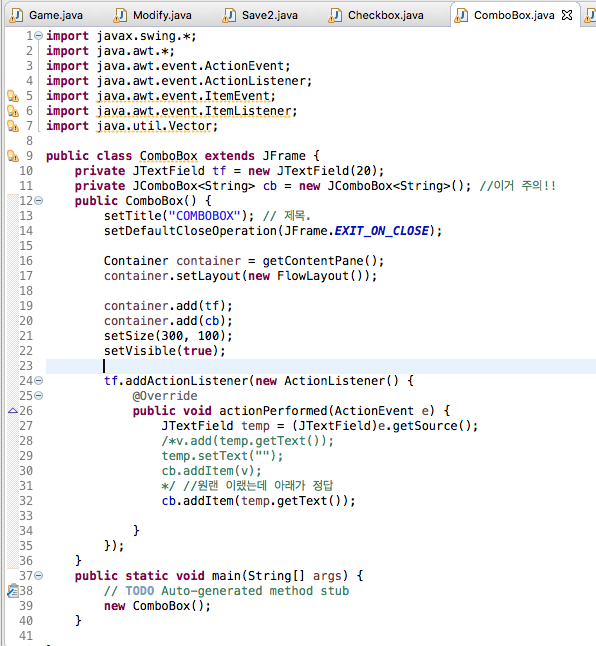 Game.java Modify.java Save2.java Checkbox.java ComboBox.java
1 import javax.swing.*;
2 import java.awt.*;
3 import java.awt.event.ActionEvent;
4 import java.awt.event.ActionListener;
5 import java.awt.event.ItemEvent;
6 import java.awt.event.ItemListener;
7 import java.util.Vector;
8
9 public class ComboBox extends JFrame {
10 private JTextField tf = new JTextField(20);
11 private JComboBox<String> cb = new JComboBox<String>(); //이거 주의!!
12 public ComboBox() {
13 setTitle("COMBOBOX"); // 제목.
14 setDefaultCloseOperation(JFrame.EXIT_ON_CLOSE);
15
16 Container container = getContentPane();
17 container.setLayout(new FlowLayout());
18
19 container.add(tf);
20 container.add(cb);
21 setSize(300, 100);
22 setVisible(true);
23
24 tf.addActionListener(new ActionListener() {
25 @Override
26 public void actionPerformed(ActionEvent e) {
27 JTextField temp = (JTextField)e.getSource();
28 /*v.add(temp.getText());
29 temp.setText("");
30 cb.addItem(v);
31 */ //원랜 이랬는데 아래가 정답
32 cb.addItem(temp.getText());
33
34 }
35 });
36 }
37 public static void main(String[] args) {
38 // TODO Auto-generated method stub
39 new ComboBox();
40 }
41